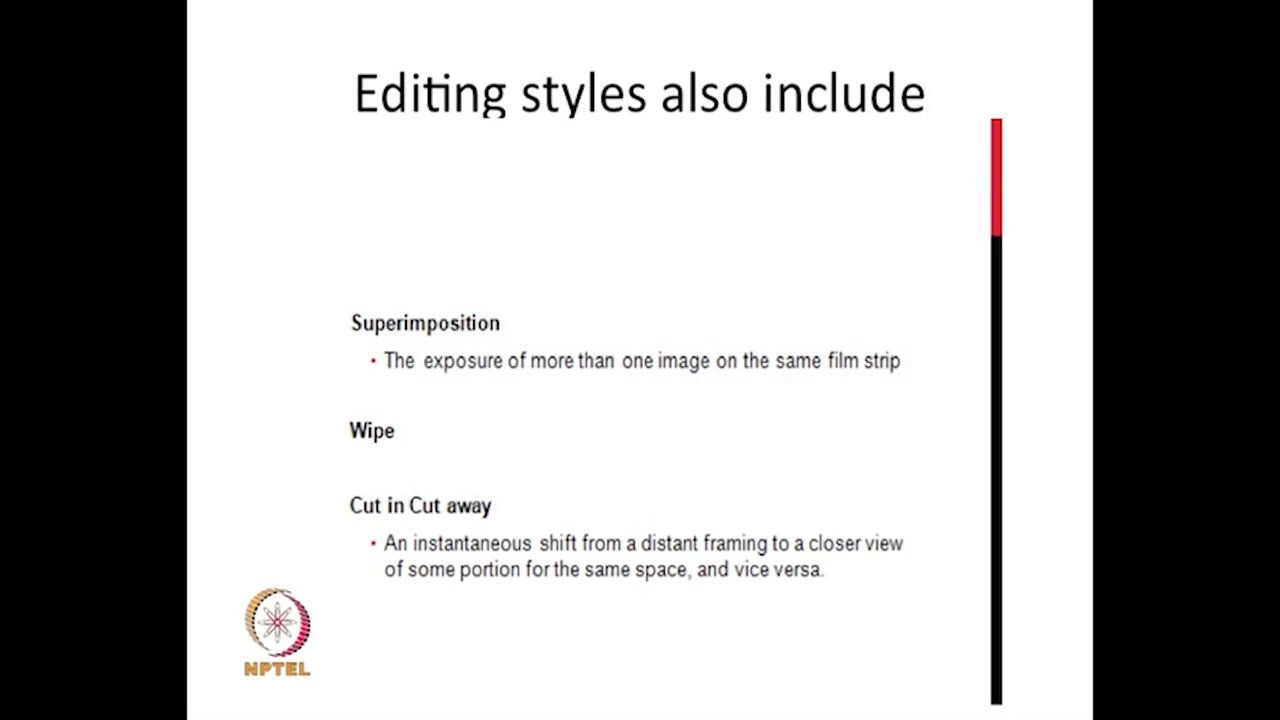 Editing styles also include
Superimposition
• The exposure of more than one image on the same film strip
Wipe
Cut in Cut away
• An instantaneous shift from a distant framing to a closer view
of some portion for the same space, and vice versa.
NPTEL